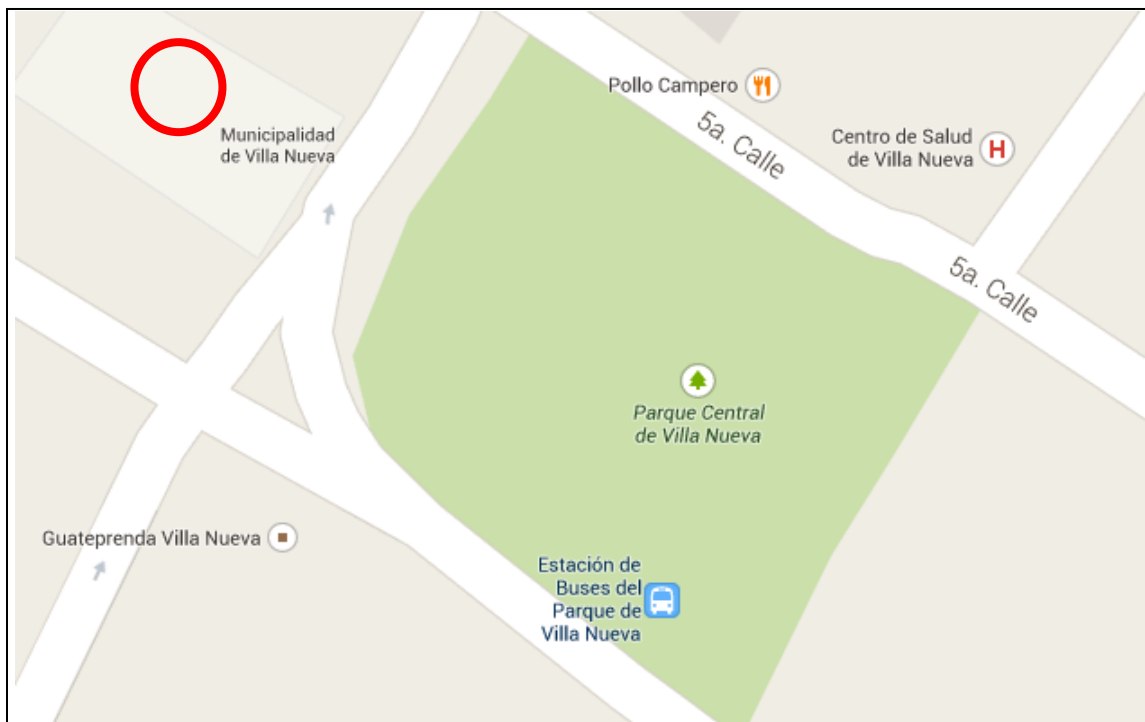 Pollo Campero
5a. Calle
Municipalidad
de Villa Nueva
Centro de Salud
de Villa Nueva
H
5a. Calle
Parque Central
de Villa Nueva
Guateprenda Villa Nueva
Estación de
Buses del
Parque de
Villa Nueva